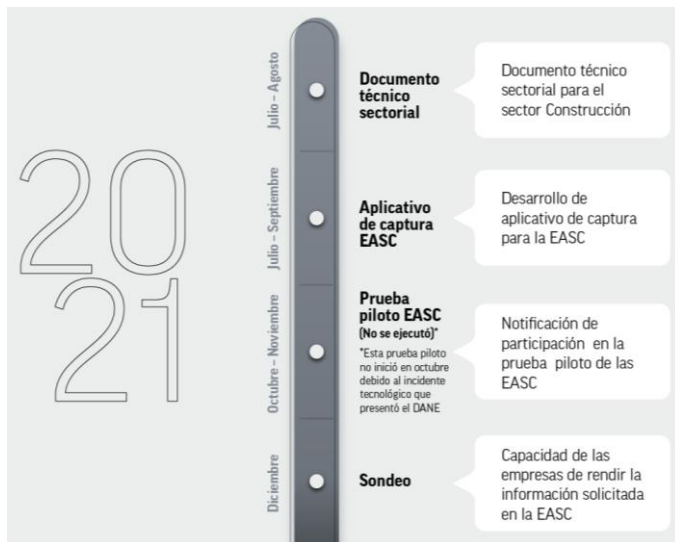 20
21
Julio – Agosto
Documento
técnico
sectorial
Documento técnico
sectorial para el
sector Construcción
Julio – Septiembre
Aplicativo
de captura
EASC
Desarrollo de
aplicativo de captura
para la EASC
Octubre – Noviembre
Prueba
piloto EASC
(No se ejecutó)*
*Esta prueba piloto
no inició en octubre
debido al incidente
tecnológico que
presentó el DANE
Notificación de
participación en la
prueba piloto de las
EASC
Diciembre
Sondeo
Capacidad de las
empresas de rendir la
información solicitada
en la EASC